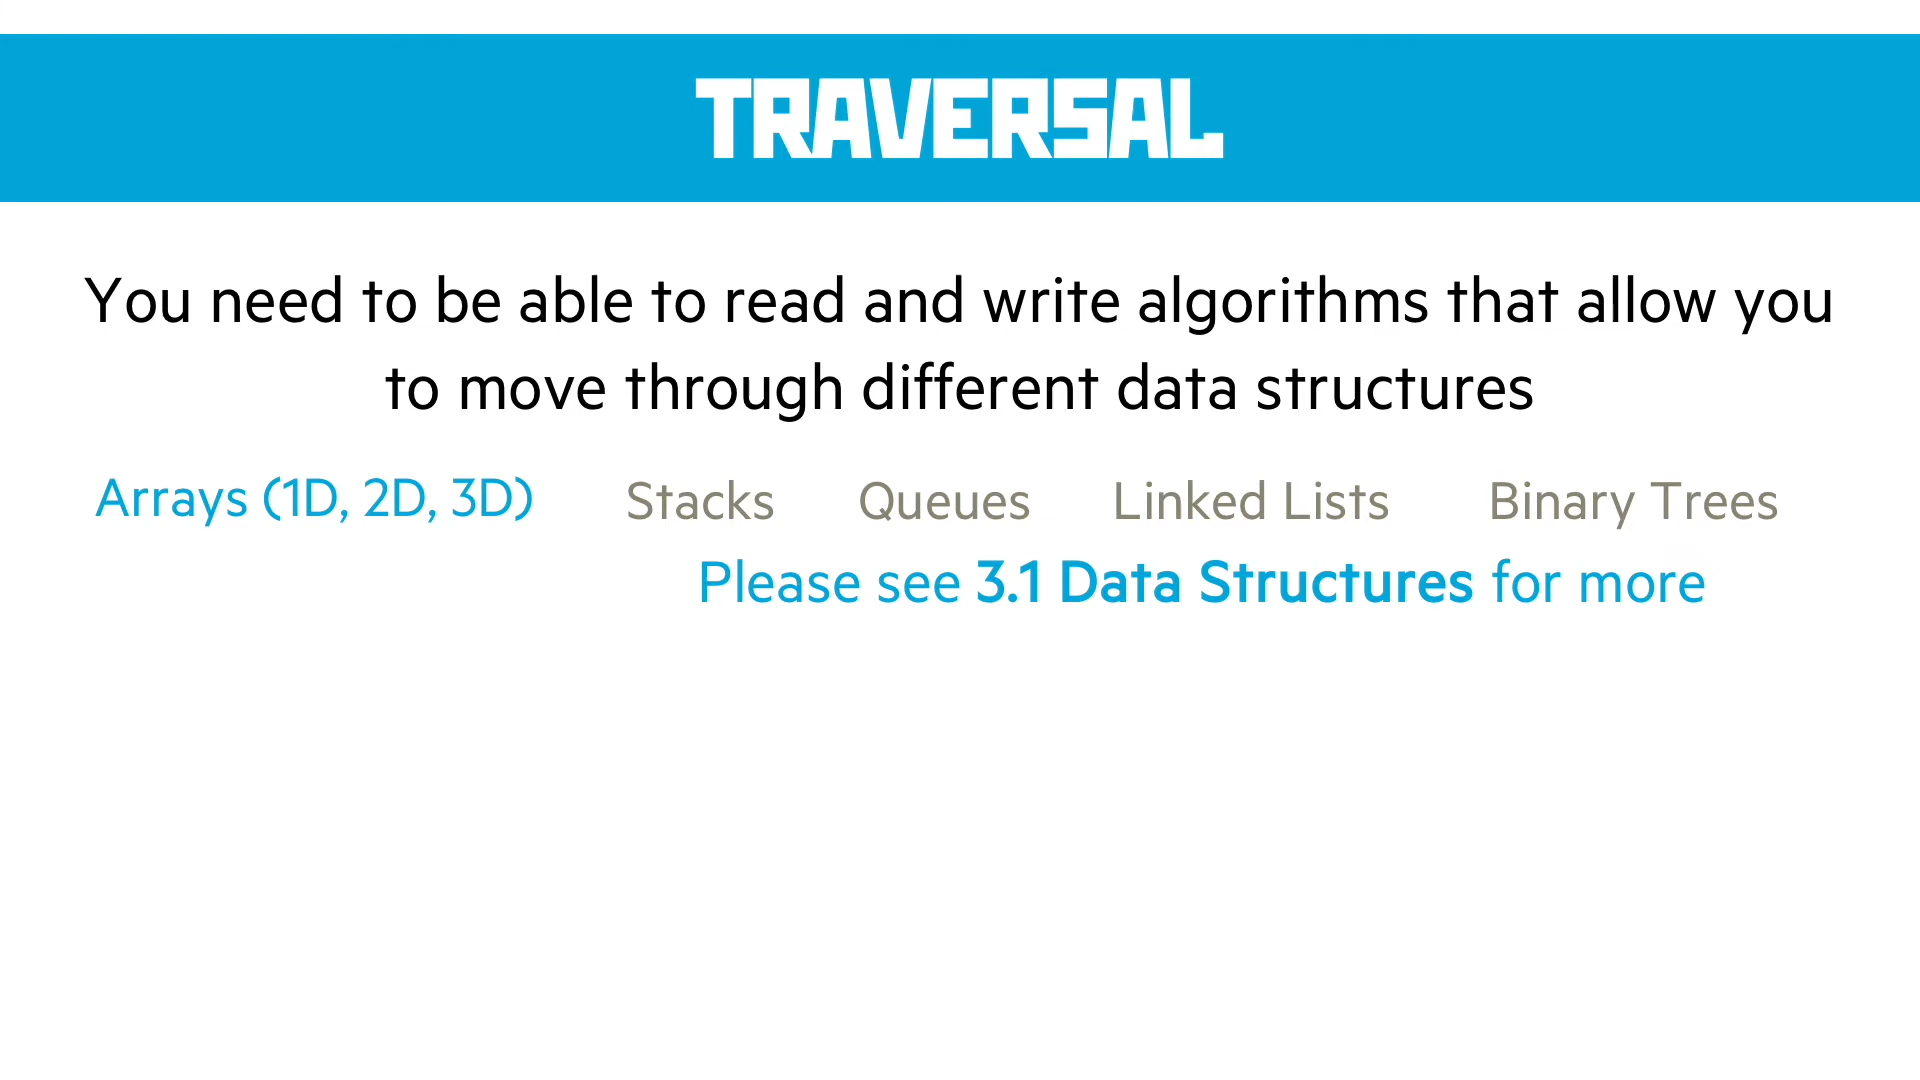 TRAVERSAL
You need to be able to read and write algorithms that allow you
to move through different data structures
Arrays (1D, 2D, 3D) Stacks Queues Linked Lists Binary Trees
Please see 3.1 Data Structures for more